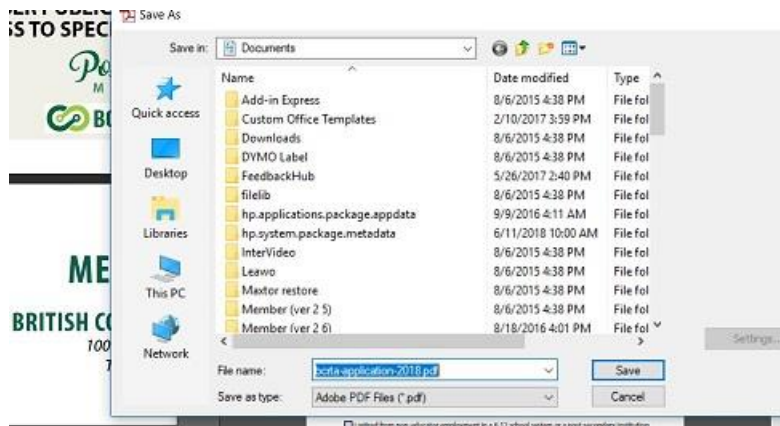 Save As
SS TO SPEC
Save in: Documents
Name Date modified Type
Quick access
Desktop
Libraries
This PC
Network
Add-in Express 8/6/2015 4:38 PM File fol
Custom Office Templates 2/10/2017 3:59 PM File fol
Downloads 8/6/2015 4:38 PM File fol
DYMO Label 8/6/2015 4:38 PM File fol
FeedbackHub 5/26/2017 2:40 PM File fol
filelib 8/6/2015 4:38 PM File fol
hp.applications.package.appdata 9/9/2016 4:11 AM File fol
hp.system.package.metadata 6/11/2018 10:00 AM File fol
InterVideo 8/6/2015 4:38 PM File fol
Leawo 8/6/2015 4:38 PM File fol
Maxtor restore 8/6/2015 4:38 PM File fol
Member (ver 2 5) 8/6/2015 4:38 PM File fol
Member (ver 2 6) 8/18/2016 4:01 PM File fol
Po
M
BO
ME
BRITISH CO
100
Settings...
File name: bcrta-application-2018.pdf Save
Save as type: Adobe PDF Files (*.pdf) Cancel